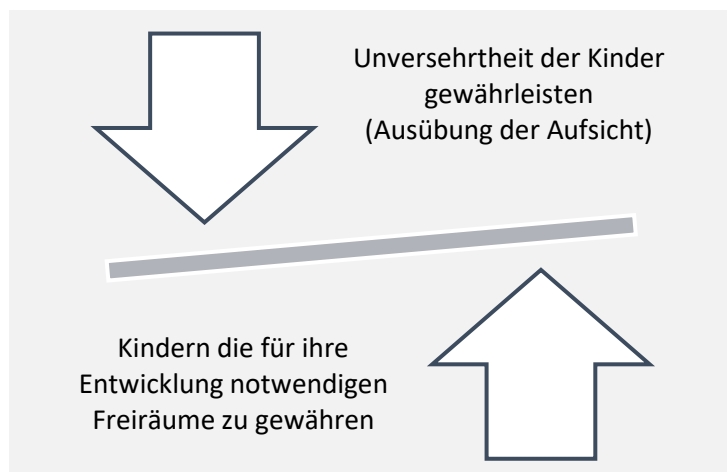 Unversehrtheit der Kinder
gewährleisten
(Ausübung der Aufsicht)
Kindern die für ihre
Entwicklung notwendigen
Freiräume zu gewähren